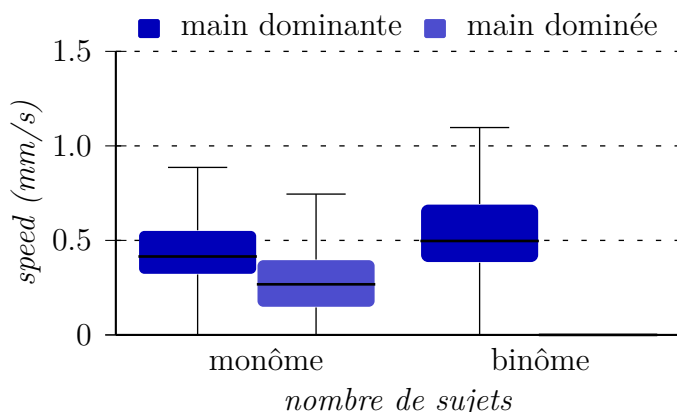 main dominante main dominée
1.5
1.0
0.5
0
speed (mm/s)
monôme binôme
nombre de sujets